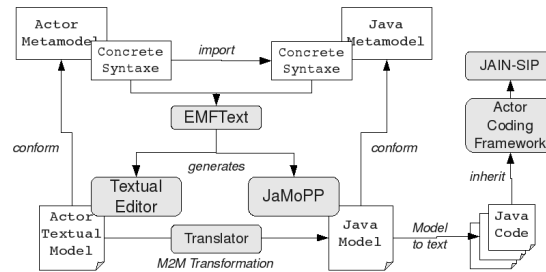 Actor
Metamodel
Concrete
Syntaxe
import
Concrete
Syntaxe
Java
Metamodel
JAIN-SIP
EMFText
Actor
Coding
Framework
conform
generates
conform
inherit
Textual
Editor
JaMoPP
Actor
Textual
Model
Translator
M2M Transformation
Java
Model
Model
to text
Java
Code